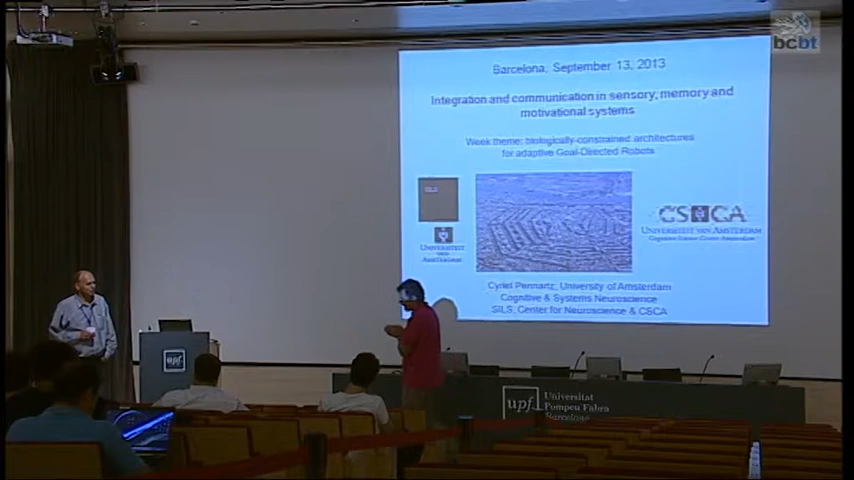 bcbt
Barcelona, September 13, 2013
Integration and communication in sensory, memory and
motivational systems
Week theme: biologically-constrained architectures
for adaptive Goal-Directed Robots
SILS
UNIVERSITEIT
VAN
AMSTERDAM
CSCA
UNIVERSITEIT VAN AMSTERDAM
Cognitive Science Center Amsterdam
Cyriel Pennartz, University of Amsterdam
Cognitive & Systems Neuroscience
SILS, Center for Neuroscience & CSCA
upf.
upf.
Universitat
Pompeu Fabra
Barcelona